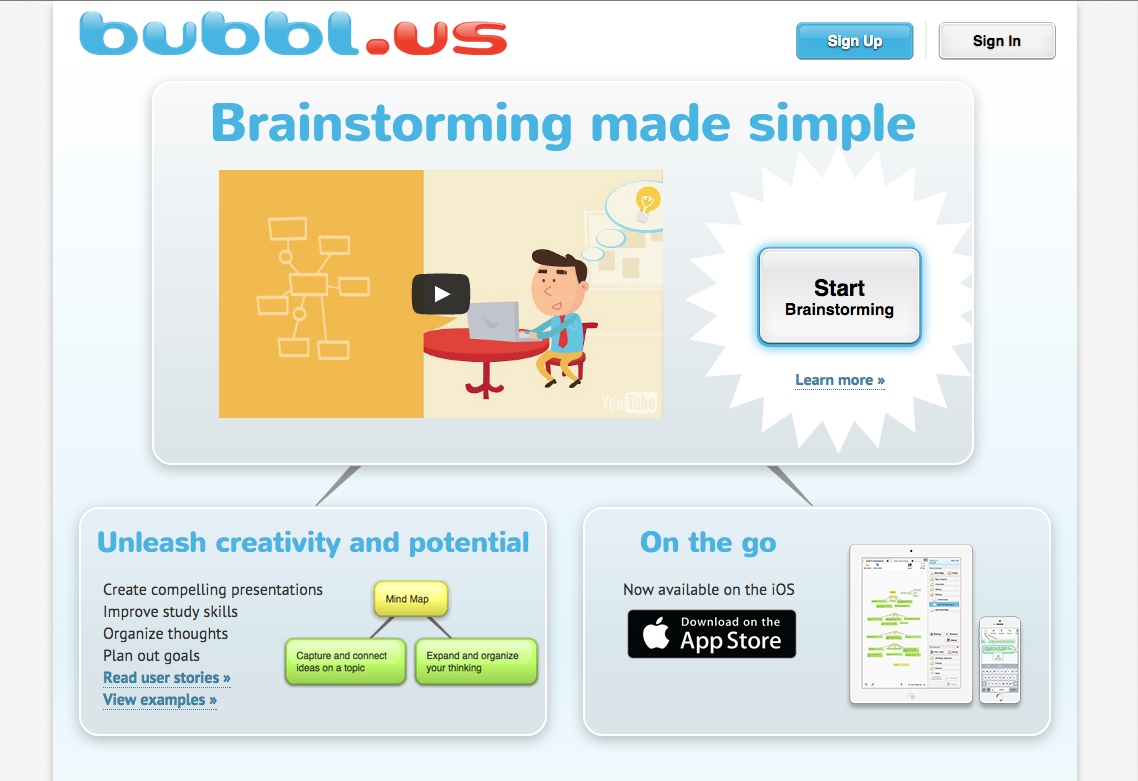 bubbl.us
Sign Up
Sign In
Brainstorming made simple
YouTube
Start
Brainstorming
Learn more »
Unleash creativity and potential
Create compelling presentations
Improve study skills
Organize thoughts
Plan out goals
Read user stories »
View examples »
Mind Map
Capture and connect
ideas on a topic
Expand and organize
your thinking
On the go
Now available on the iOS
Download on the
App Store